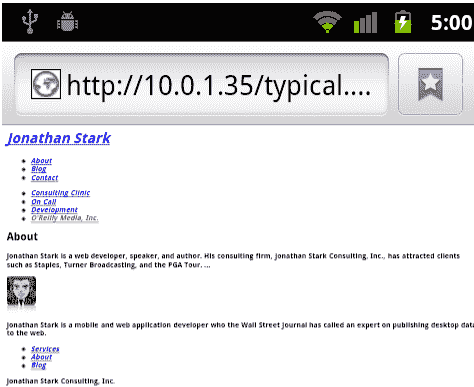 5:00
http://10.0.1.35/typical....
Jonathan Stark
About
Blog
Contact
Consulting Clinic
On Call
Development
O'Reilly Media, Inc.
About
Jonathan Stark is a web developer, speaker, and author. His consulting firm, Jonathan Stark Consulting, Inc., has attracted clients
such as Staples, Turner Broadcasting, and the PGA Tour. ...
Jonathan Stark is a mobile and web application developer who the Wall Street Journal has called an expert on publishing desktop data
to the web.
Services
About
Blog
Jonathan Stark Consulting, Inc.